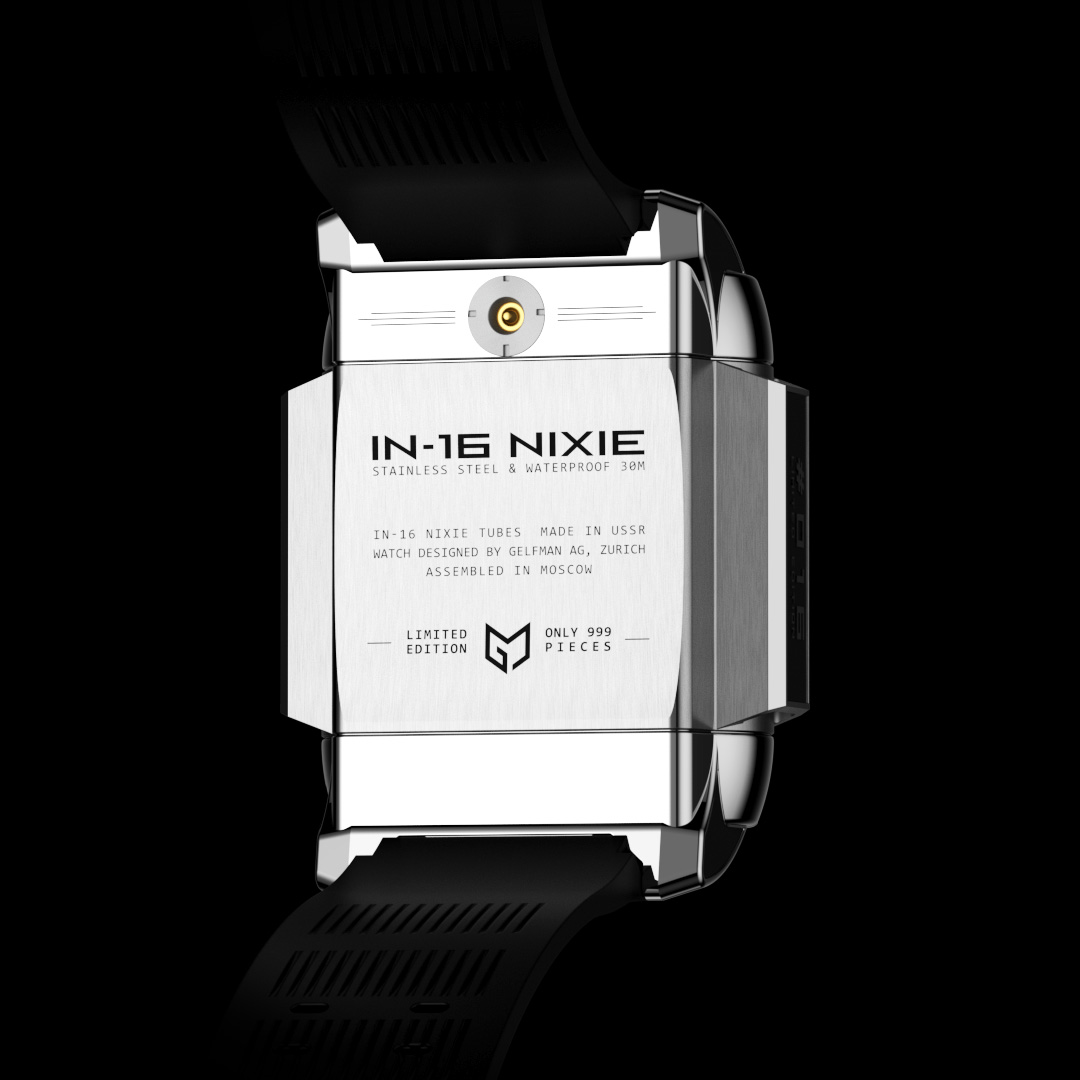 IN-16 NIXIE
STAINLESS STEEL & WATERPROOF 30M
IN-16 NIXIE TUBES MADE IN USSR
WATCH DESIGNED BY GELFMAN AG, ZURICH
ASSEMBLED IN MOSCOW
LIMITED EDITION
ONLY 999 PIECES